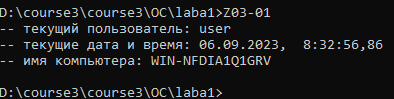 D:\course3\course3\OC\laba1>Z03-01
-- текущий пользователь: user
-- текущие дата и время: 06.09.2023,  8:32:56,86
-- имя компьютера: WIN-NFDIA1Q1GRV
D:\course3\course3\OC\laba1>